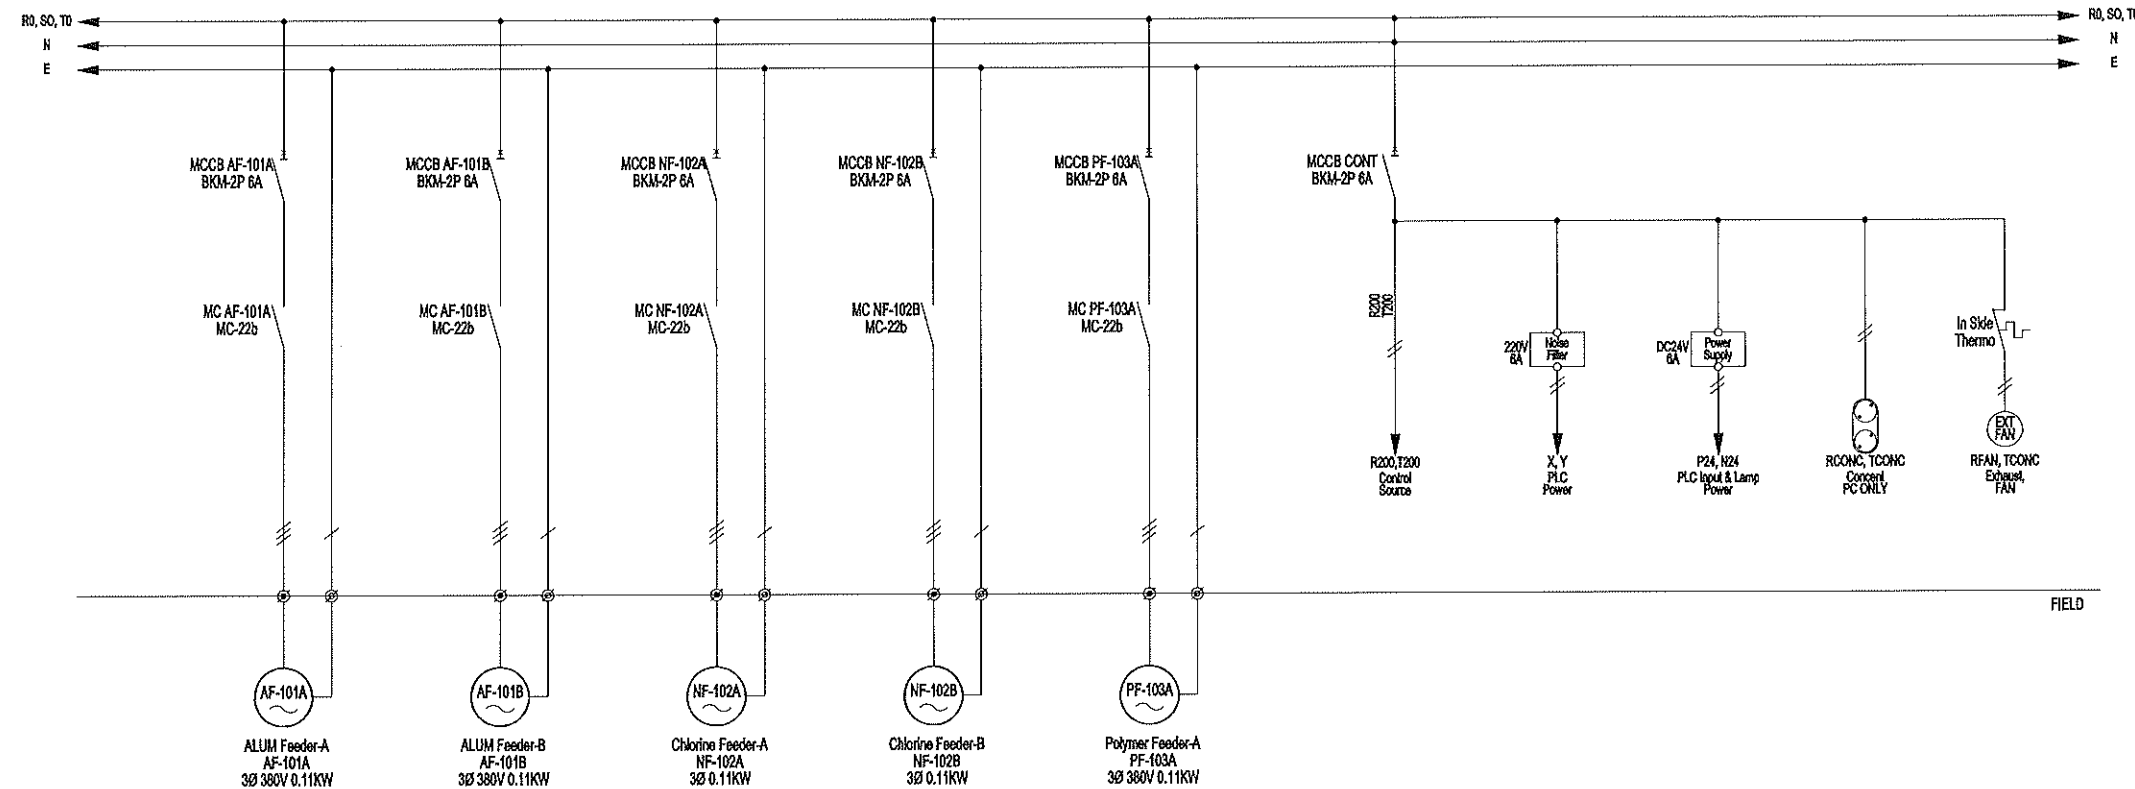 R0, SO, T0
R0, SO, T0
N
N
E
E
MCCB AF-101A
BKM-2P 6A
MCCB AF-101B
BKM-2P 6A
MCCB NF-102A
BKM-2P 6A
MCCB NF-102B
BKM-2P 6A
MCCB PF-103A
BKM-2P 6A
MCCB CONT
BKM-2P 6A
MC AF-101A
MC-22b
MC AF-101B
MC-22b
MC NF-102A
MC-22b
MC NF-102B
MC-22b
MC PF-103A
MC-22b
R200
T200
220V
6A
Noise
Filter
DC24V
6A
Power
Supply
In Side
Thermo
EXT
FAN
R200,T200
Control
Source
X, Y
PLC
Power
P24, N24
PLC Input & Lamp
Power
RCONC, TCONC
Concent
PC ONLY
RFAN, TCONC
Exhaust,
FAN
FIELD
AF-101A
AF-101B
NF-102A
NF-102B
PF-103A
ALUM Feeder-A
AF-101A
3Ø 380V 0.11KW
ALUM Feeder-B
AF-101B
3Ø 380V 0.11KW
Chlorine Feeder-A
NF-102A
3Ø 0.11KW
Chlorine Feeder-B
NF-102B
3Ø 0.11KW
Polymer Feeder-A
PF-103A
3Ø 380V 0.11KW